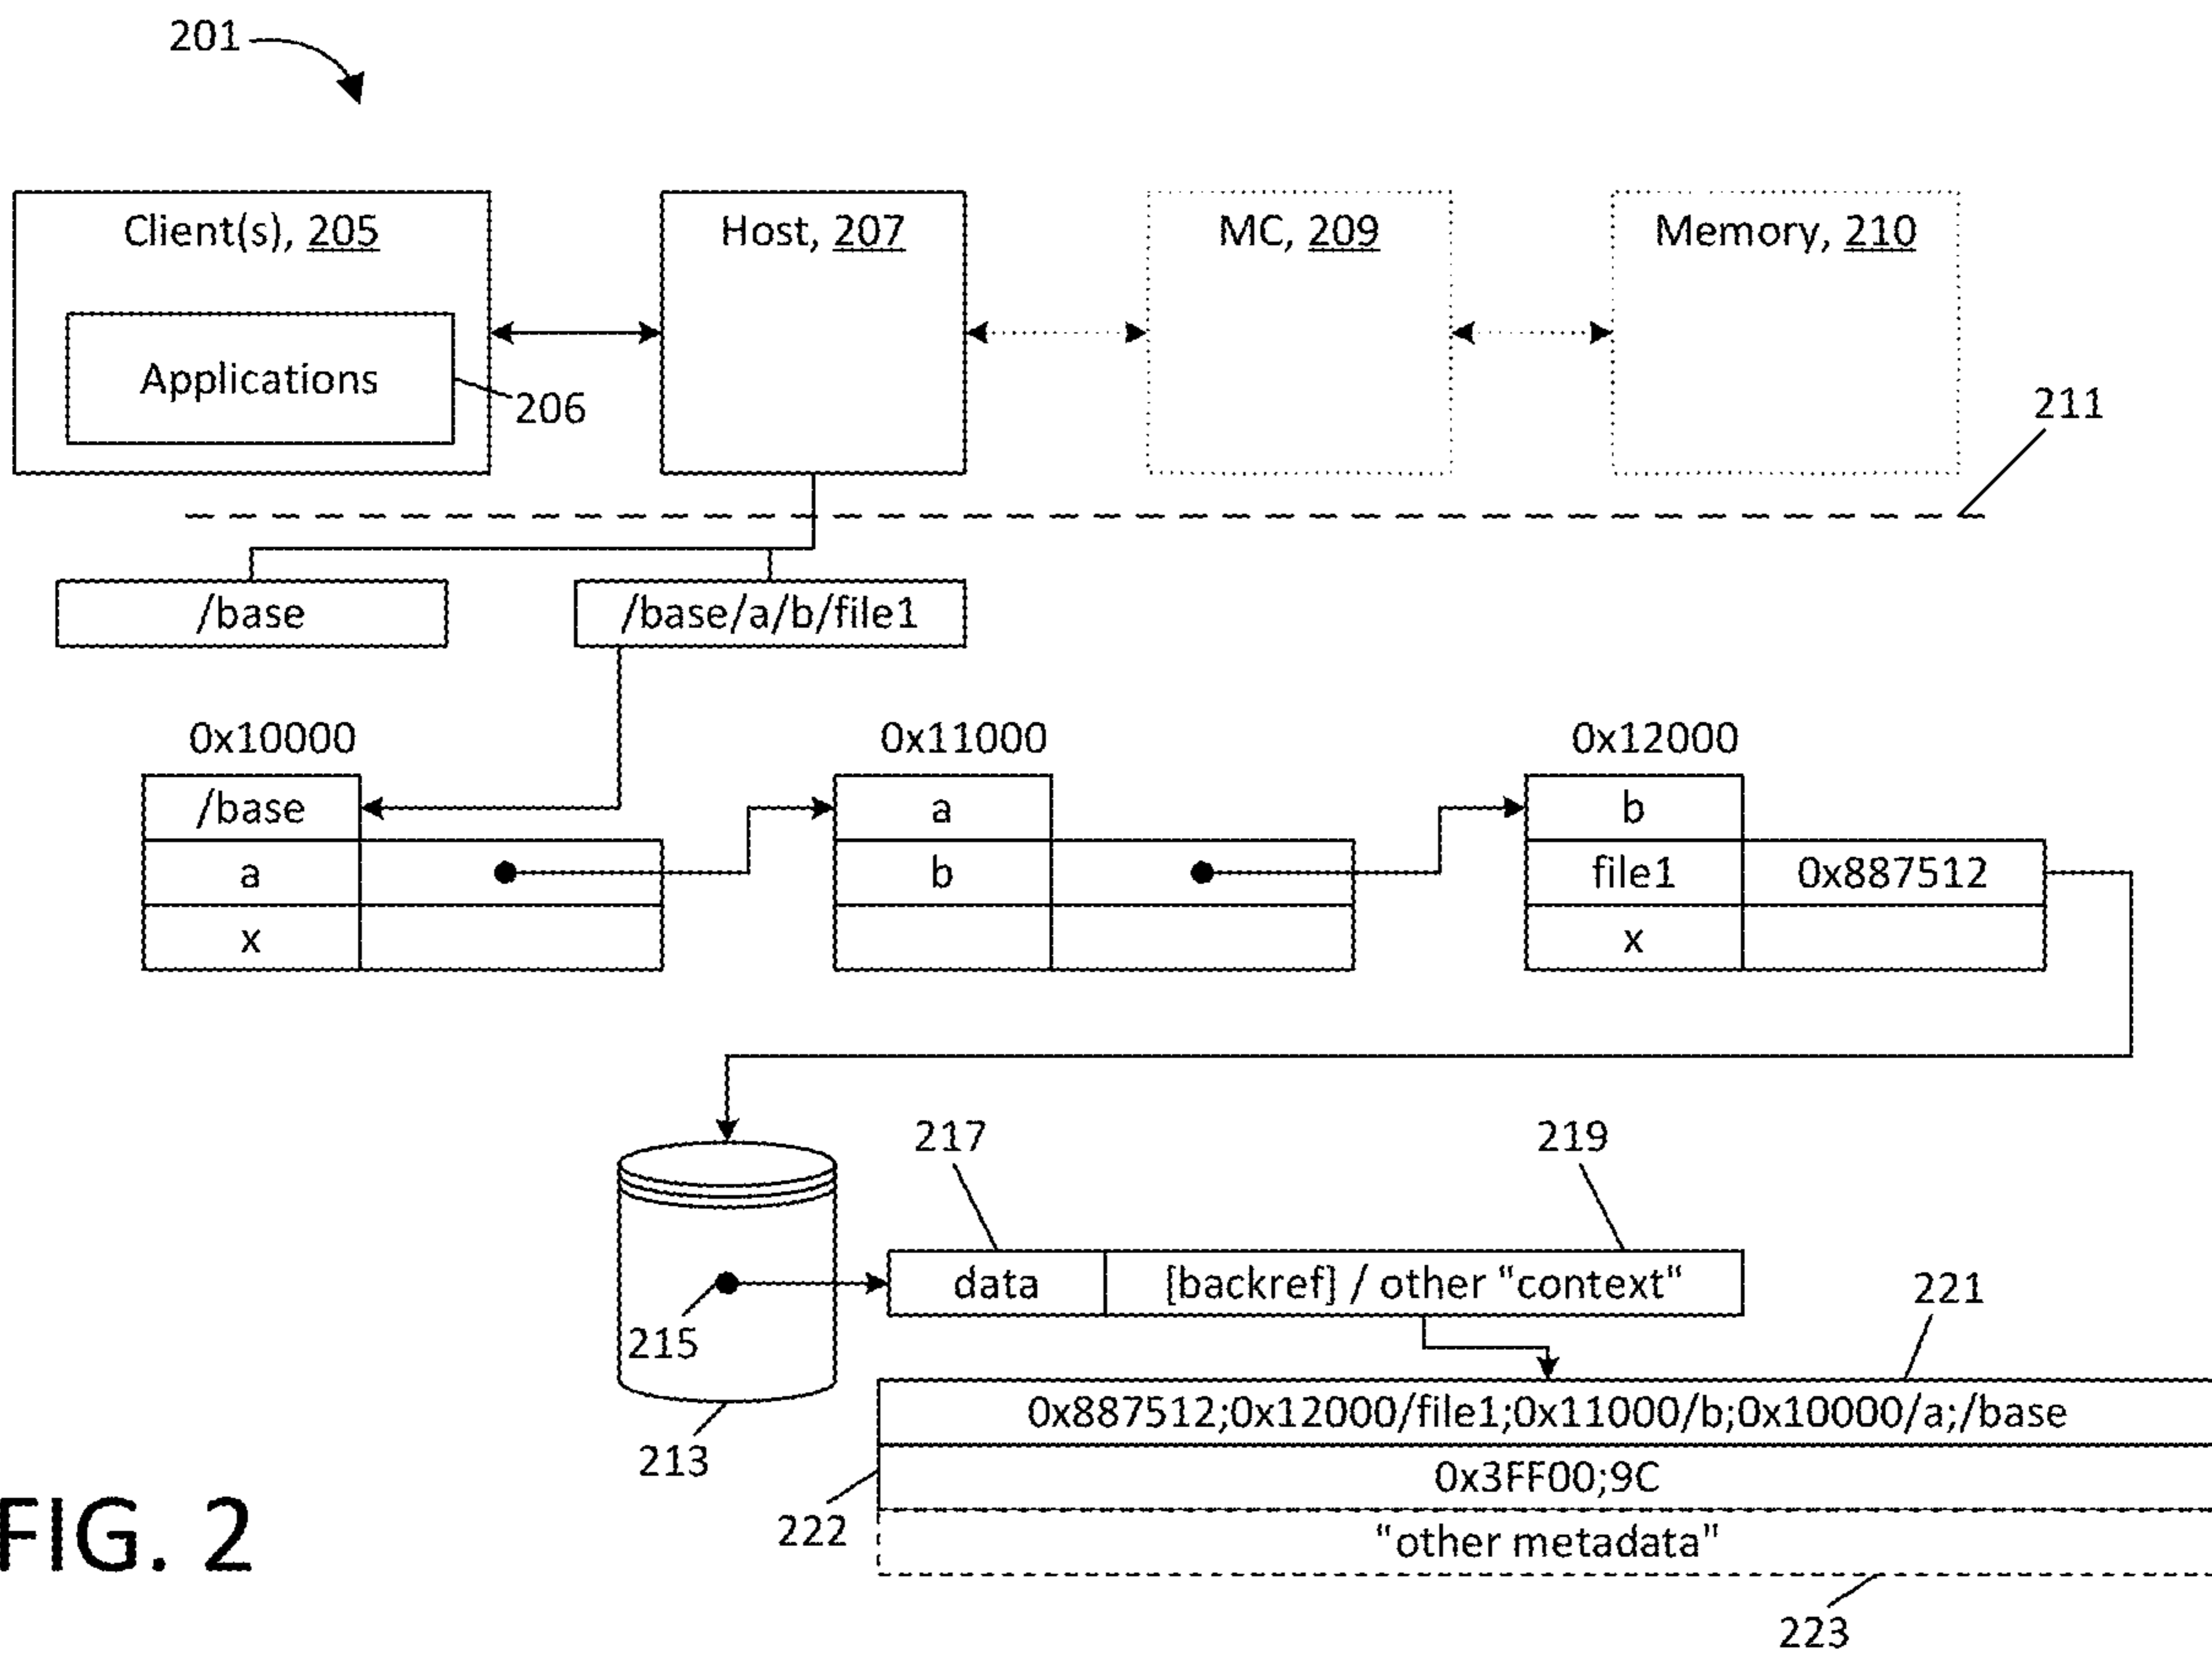 201
Client(s), 205
Host, 207
MC, 209
Memory, 210
Applications
206
211
/base
/base/a/b/file1
0x10000
0x11000
0x12000
/base
a
b
a
b
file1
0x887512
x
x
217
219
data
[backref] / other "context"
221
215
0x887512;0x12000/file1;0x11000/b;0x10000/a;/base
213
0x3FF00;9C
222
"other metadata"
223
FIG. 2